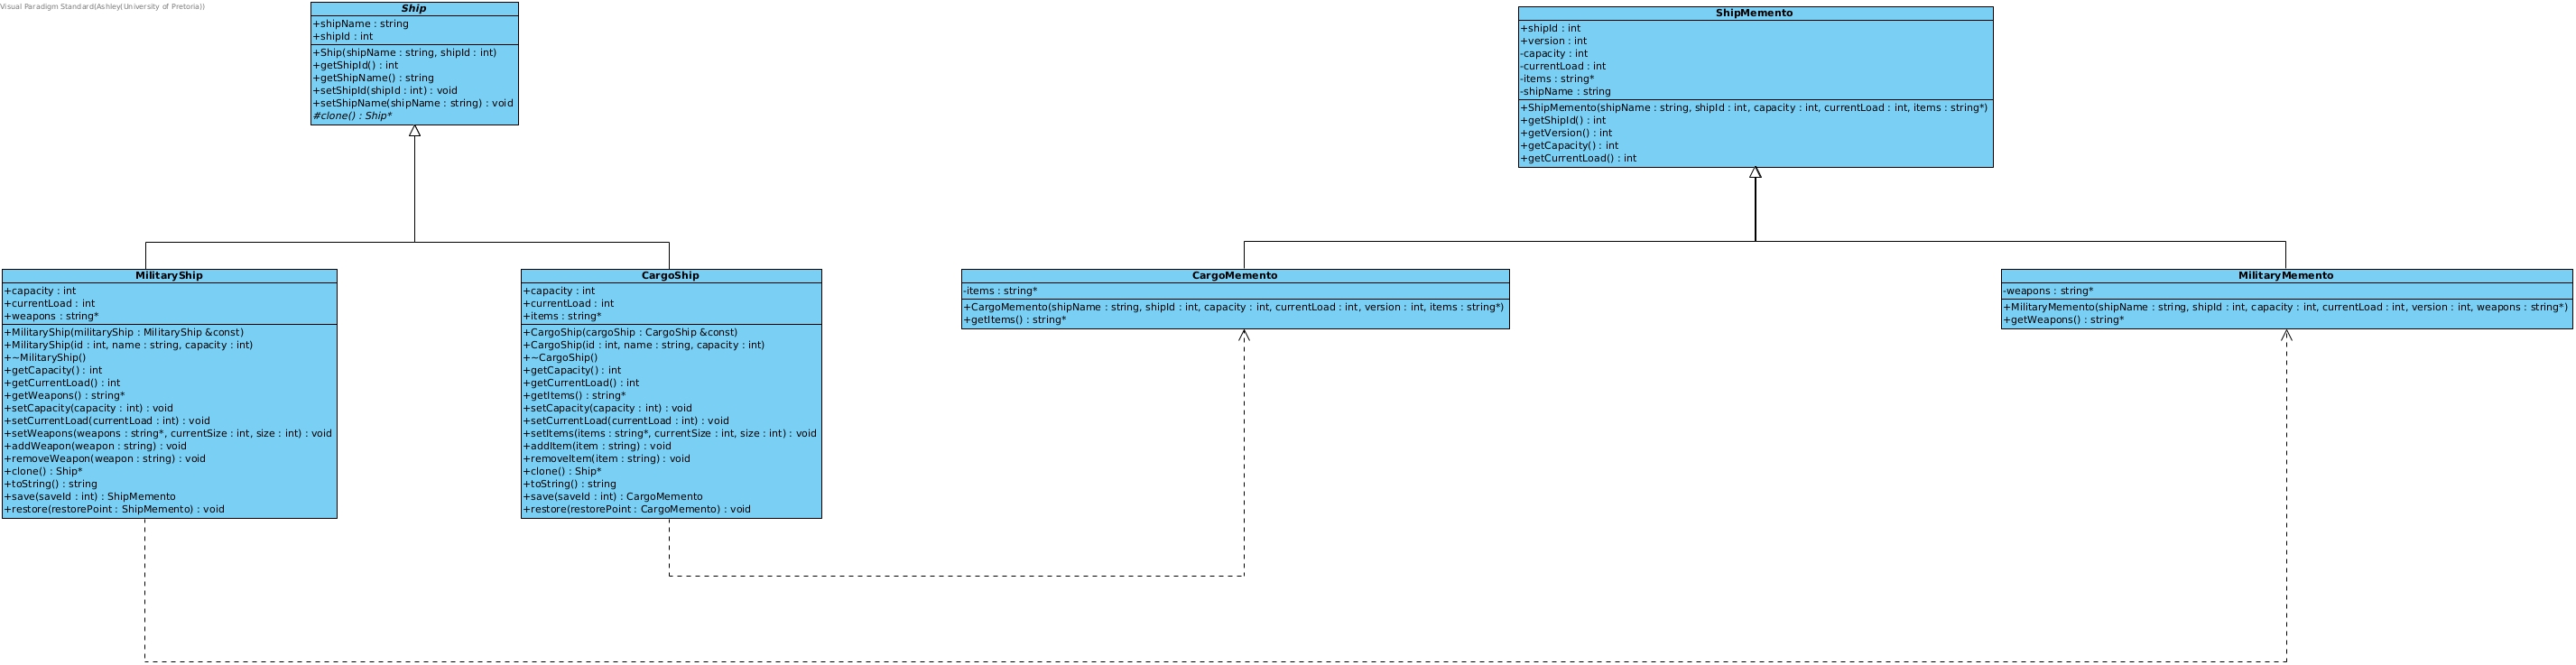 Visual Paradigm Standard(Ashley(University of Pretoria))
Ship
+shipName : string
+shipId : int
+Ship(shipName : string, shipId : int)
+getShipId() : int
+getShipName() : string
+setShipId(shipId : int) : void
+setShipName(shipName : string) : void
#clone() : Ship*
ShipMemento
+shipId : int
+version : int
-capacity : int
-currentLoad : int
-items : string*
-shipName : string
+ShipMemento(shipName : string, shipId : int, capacity : int, currentLoad : int, items : string*)
+getShipId() : int
+getVersion() : int
+getCapacity() : int
+getCurrentLoad() : int
MilitaryShip
+capacity : int
+currentLoad : int
+weapons : string*
+MilitaryShip(militaryShip : MilitaryShip &const)
+MilitaryShip(id : int, name : string, capacity : int)
+~MilitaryShip()
+getCapacity() : int
+getCurrentLoad() : int
+getWeapons() : string*
+setCapacity(capacity : int) : void
+setCurrentLoad(currentLoad : int) : void
+setWeapons(weapons : string*, currentSize : int, size : int) : void
+addWeapon(weapon : string) : void
+removeWeapon(weapon : string) : void
+clone() : Ship*
+toString() : string
+save(saveId : int) : ShipMemento
+restore(restorePoint : ShipMemento) : void
CargoShip
+capacity : int
+currentLoad : int
+items : string*
+CargoShip(cargoShip : CargoShip &const)
+CargoShip(id : int, name : string, capacity : int)
+~CargoShip()
+getCapacity() : int
+getCurrentLoad() : int
+getItems() : string*
+setCapacity(capacity : int) : void
+setCurrentLoad(currentLoad : int) : void
+setItems(items : string*, currentSize : int, size : int) : void
+addItem(item : string) : void
+removeItem(item : string) : void
+clone() : Ship*
+toString() : string
+save(saveId : int) : CargoMemento
+restore(restorePoint : CargoMemento) : void
CargoMemento
-items : string*
+CargoMemento(shipName : string, shipId : int, capacity : int, currentLoad : int, version : int, items : string*)
+getItems() : string*
MilitaryMemento
-weapons : string*
+MilitaryMemento(shipName : string, shipId : int, capacity : int, currentLoad : int, version : int, weapons : string*)
+getWeapons() : string*